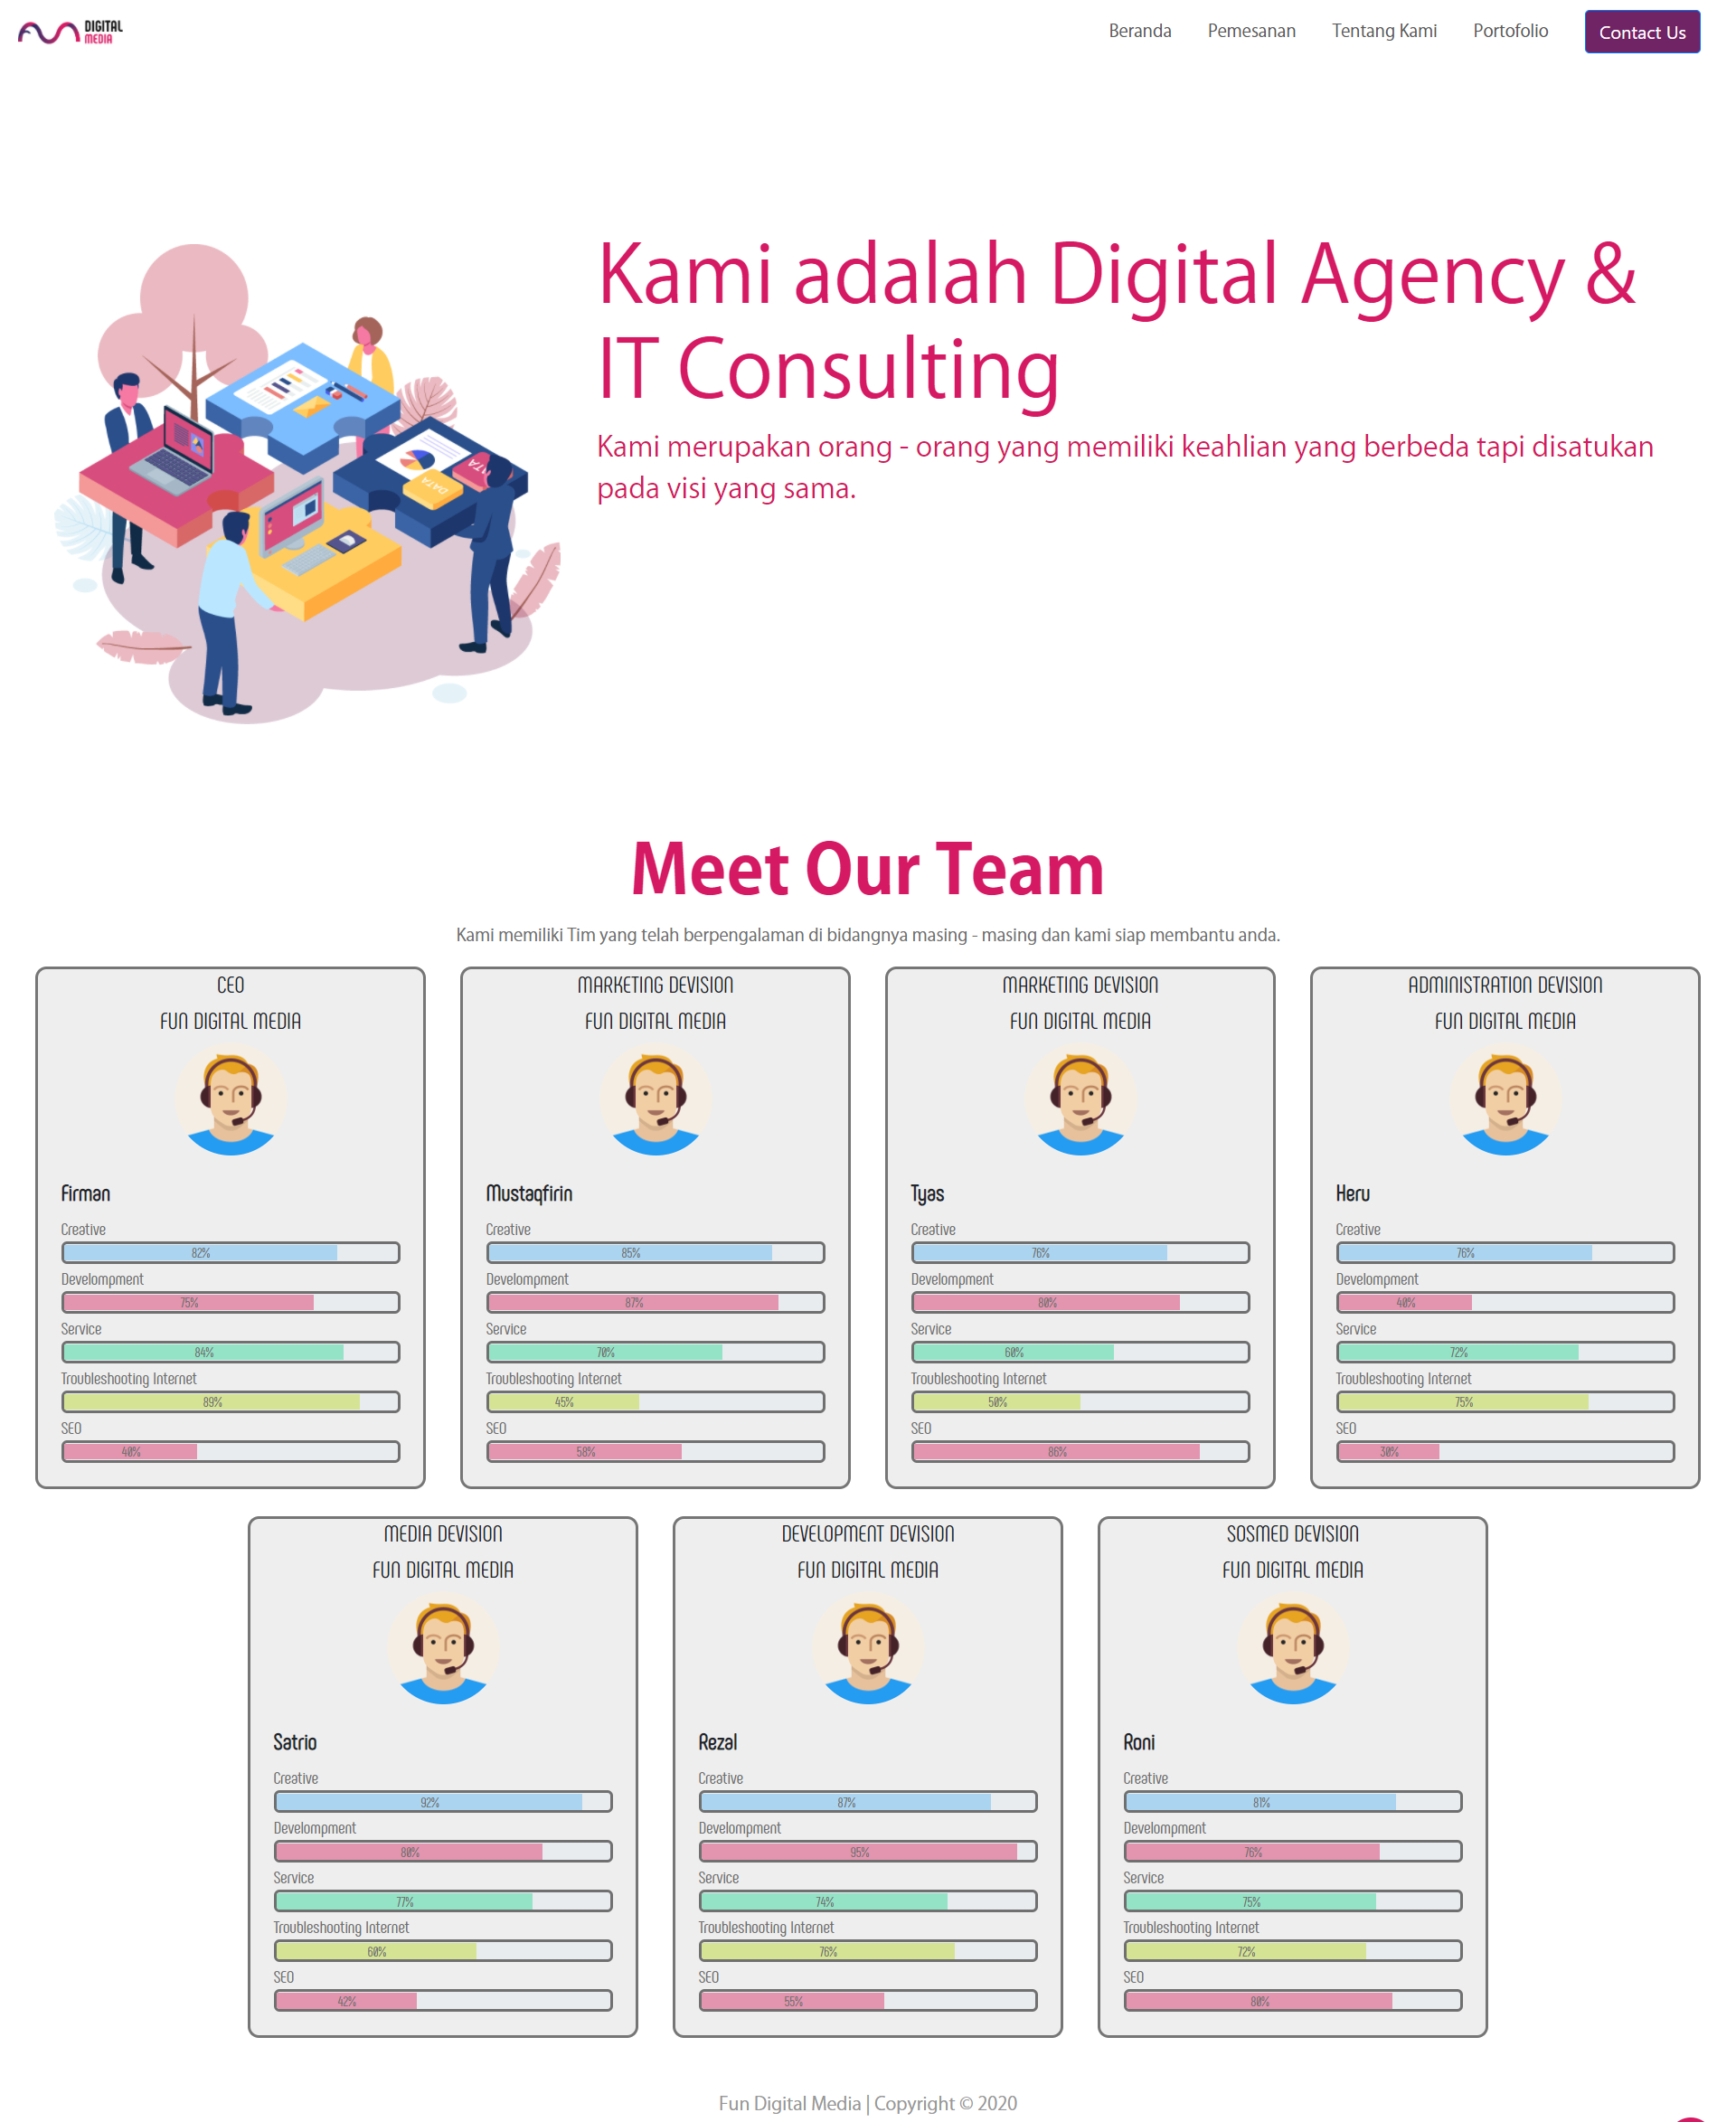 DIGITAL
MEDIA
Beranda
Pemesanan
Tentang Kami
Portofolio
Contact Us
Kami adalah Digital Agency &
IT Consulting
Kami merupakan orang - orang yang memiliki keahlian yang berbeda tapi disatukan
pada visi yang sama.
DATA
Meet Our Team
Kami memiliki Tim yang telah berpengalaman di bidangnya masing - masing dan kami siap membantu anda.
CEO
FUN DIGITAL MEDIA
Firman
Creative
82%
Develompment
75%
Service
84%
Troubleshooting Internet
89%
SEO
40%
MARKETING DEVISION
FUN DIGITAL MEDIA
Mustaqfirin
Creative
85%
Develompment
87%
Service
70%
Troubleshooting Internet
45%
SEO
58%
MARKETING DEVISION
FUN DIGITAL MEDIA
Tyas
Creative
76%
Develompment
80%
Service
60%
Troubleshooting Internet
50%
SEO
86%
ADMINISTRATION DEVISION
FUN DIGITAL MEDIA
Heru
Creative
76%
Develompment
40%
Service
72%
Troubleshooting Internet
75%
SEO
30%
MEDIA DEVISION
FUN DIGITAL MEDIA
Satrio
Creative
92%
Develompment
80%
Service
77%
Troubleshooting Internet
60%
SEO
42%
DEVELOPMENT DEVISION
FUN DIGITAL MEDIA
Rezal
Creative
87%
Develompment
95%
Service
74%
Troubleshooting Internet
76%
SEO
55%
SOSMED DEVISION
FUN DIGITAL MEDIA
Roni
Creative
81%
Develompment
76%
Service
75%
Troubleshooting Internet
72%
SEO
80%
Fun Digital Media | Copyright © 2020